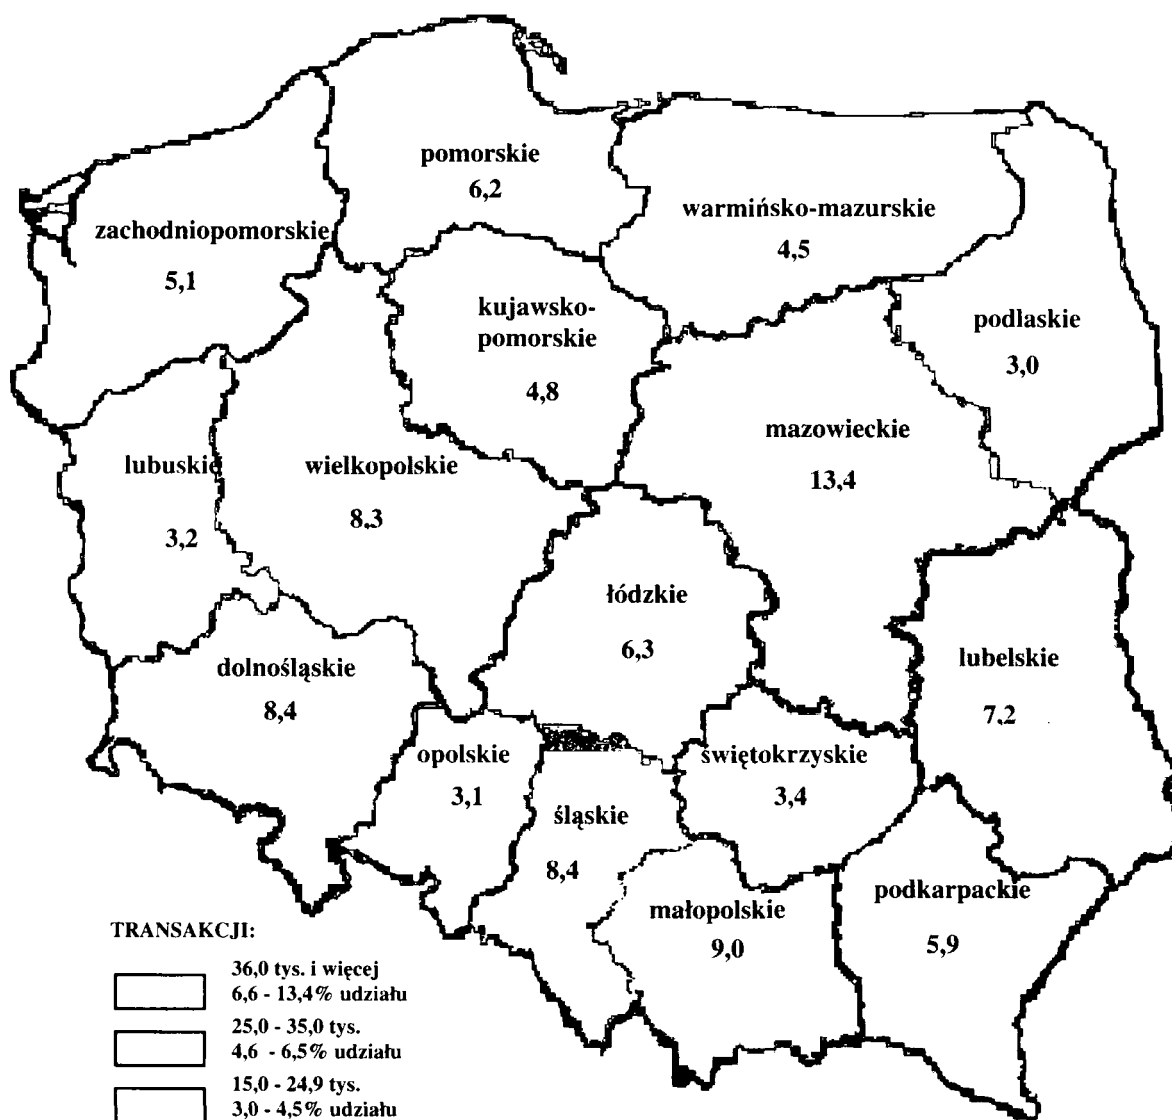 pomorskie
6,2
warmińsko-mazurskie
4,5
zachodniopomorskie
5,1
kujawsko-
pomorskie
4,8
podlaskie
3,0
mazowieckie
13,4
lubuskie
3,2
wielkopolskie
8,3
łódzkie
6,3
lubelskie
7,2
dolnośląskie
8,4
opolskie
3,1
śląskie
8,4
świętokrzyskie
3,4
małopolskie
9,0
podkarpackie
5,9
TRANSAKCJI:
36,0 tys. i więcej
6,6 - 13,4% udziału
25,0 - 35,0 tys.
4,6 - 6,5% udziału
15,0 - 24,9 tys.
3,0 - 4,5% udziału